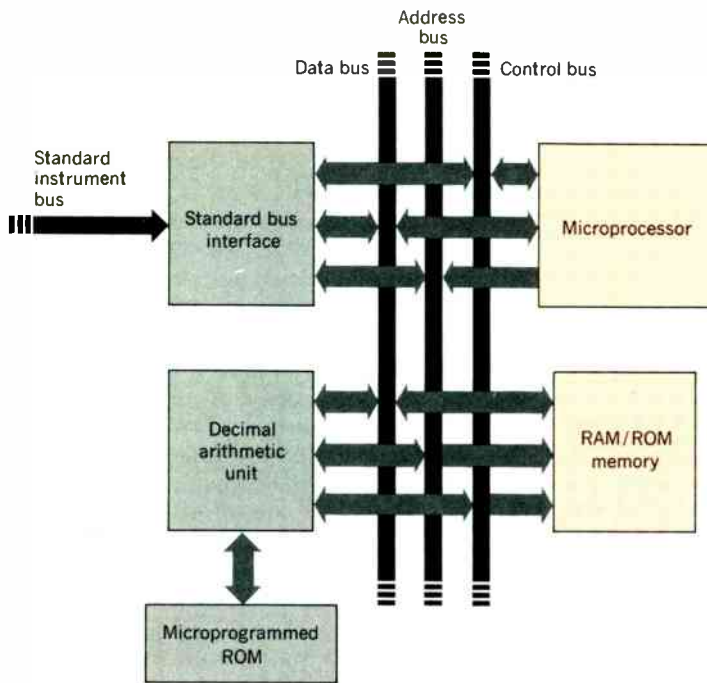 Address
bus
Data bus
Control bus
Standard
instrument
bus
Standard bus
interface
Microprocessor
Decimal
arithmetic
unit
RAM/ROM
memory
Microprogrammed
ROM